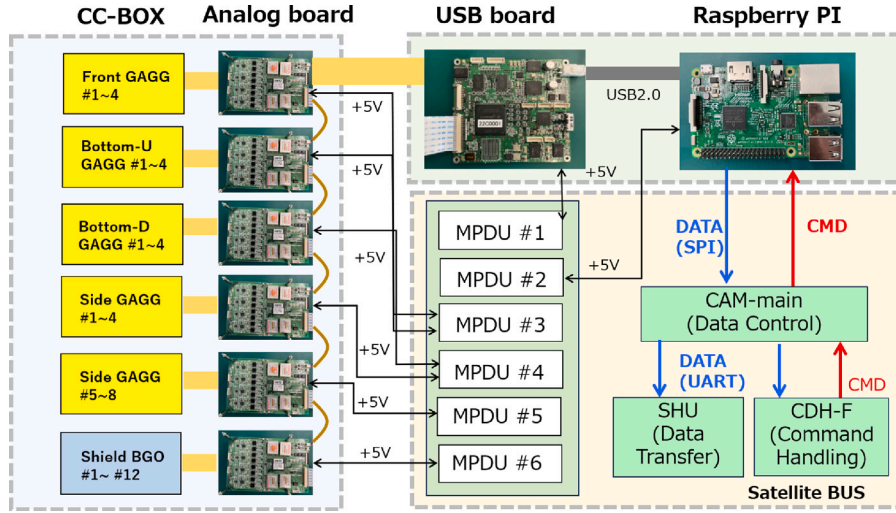 CC-BOX
Analog board
USB board
Raspberry PI
Front GAGG
#1~4
+5V
USB2.0
Bottom-U
GAGG #1~4
+5V
+5V
Bottom-D
GAGG #1~4
+5V
MPDU #1
DATA
(SPI)
CMD
MPDU #2
+5V
Side GAGG
#1~4
+5V
MPDU #3
CAM-main
(Data Control)
Side GAGG
#5~8
+5V
MPDU #4
DATA
(UART)
CMD
MPDU #5
SHU
(Data
Transfer)
CDH-F
(Command
Handling)
Shield BGO
#1~ #12
+5V
MPDU #6
Satellite BUS